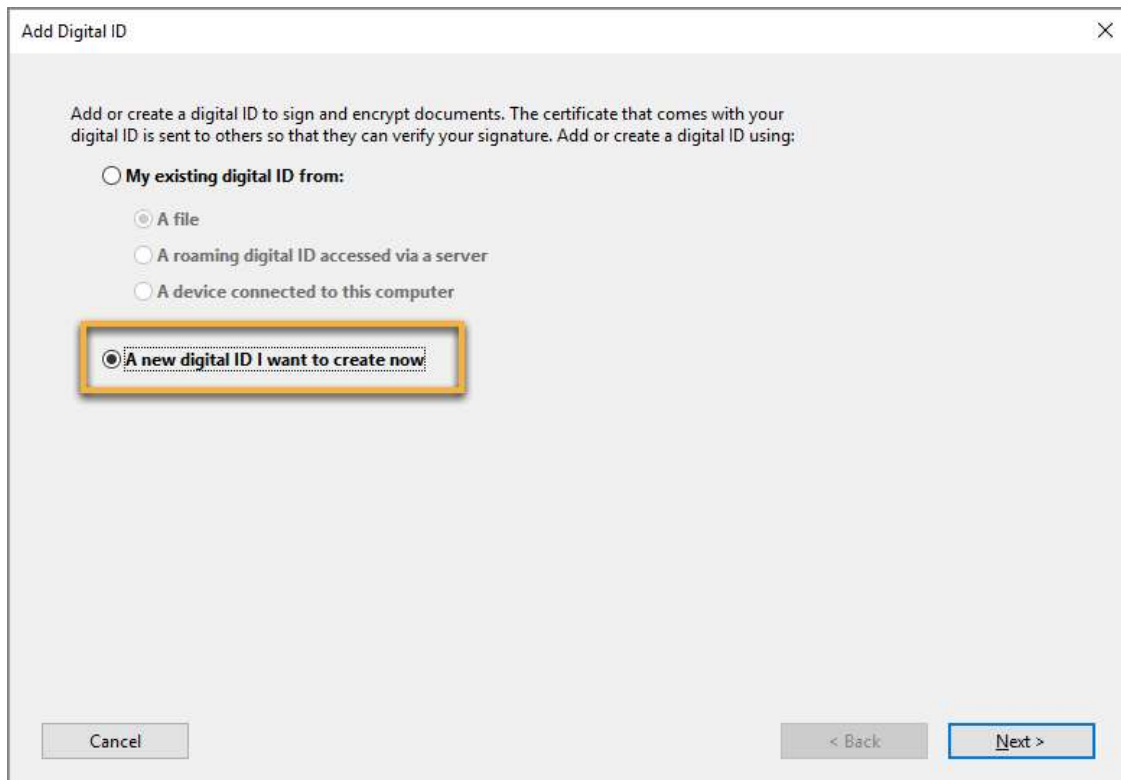 Add Digital ID
Add or create a digital ID to sign and encrypt documents. The certificate that comes with your
digital ID is sent to others so that they can verify your signature. Add or create a digital ID using:
My existing digital ID from:
A file
A roaming digital ID accessed via a server
A device connected to this computer
A new digital ID I want to create now
Cancel
< Back
Next >